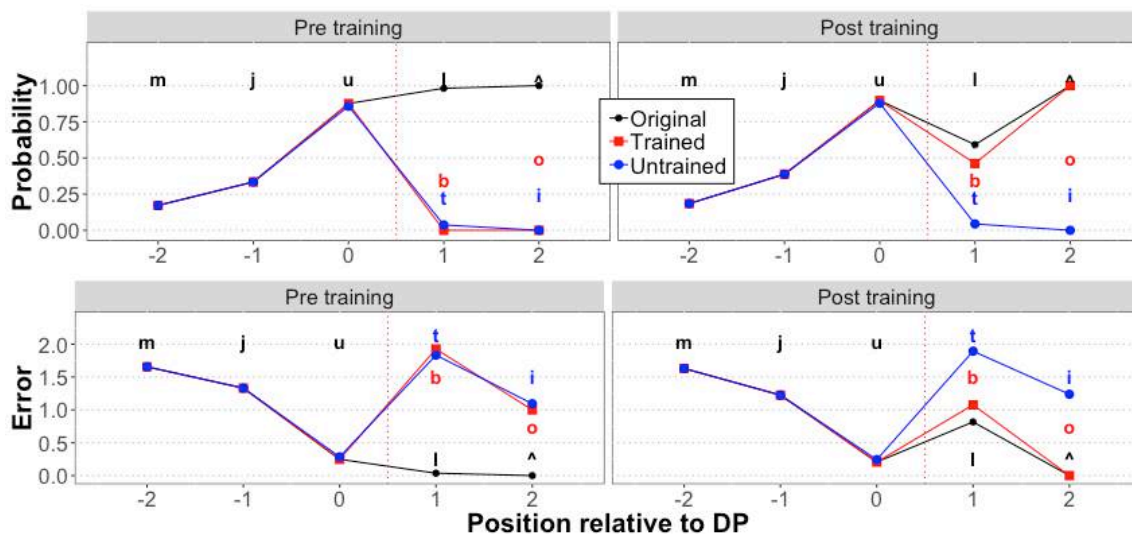 Pre training
Post training
Probability
1.00
0.75
0.50
0.25
0.00
m j u l ^
b o
t i
m j u l ^
b o
t i
Original
Trained
Untrained
-2 -1 0 1 2
-2 -1 0 1 2
Pre training
Post training
Error
2.0
1.5
1.0
0.5
0.0
m j u t
b i
o
l ^
m j u t
b i
o
l ^
-2 -1 0 1 2
-2 -1 0 1 2
Position relative to DP